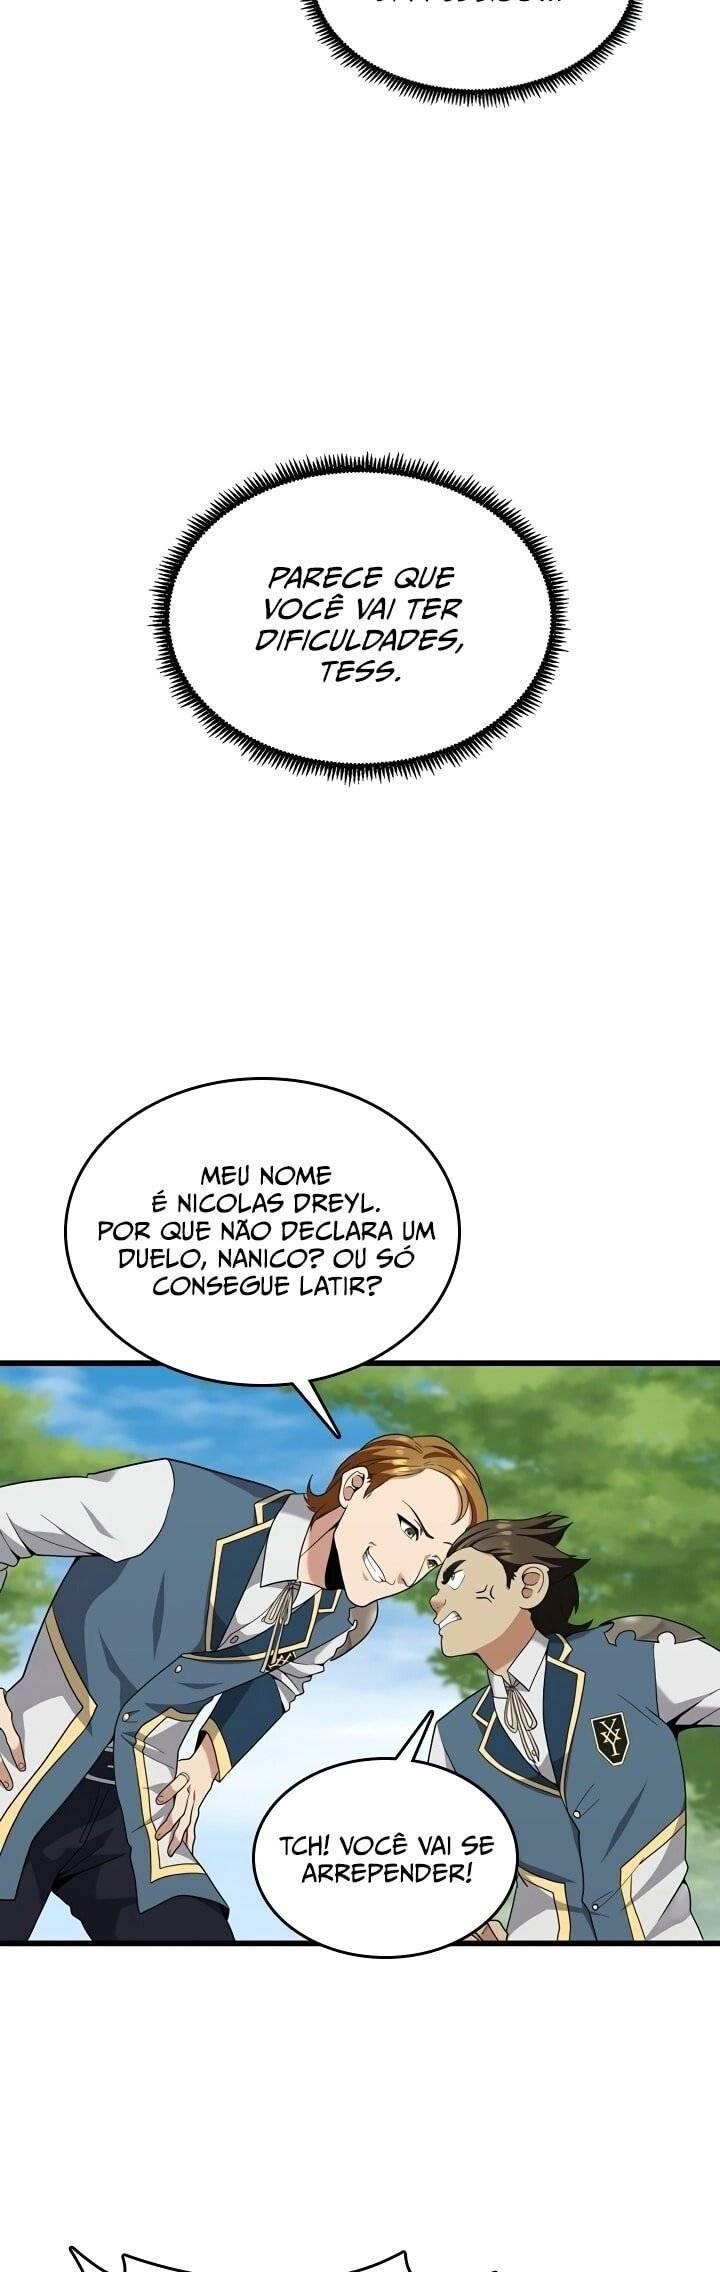 PARECE QUE
VOCÊ VAI TER
DIFICULDADES,
TESS.
MEU NOME
É NICOLAS DREYL.
POR QUE NÃO DECLARA UM
DUELO, NANICO? OU SÓ
CONSEGUE LATIR?
TCH! VOCÊ VAI SE
ARREPENDER!